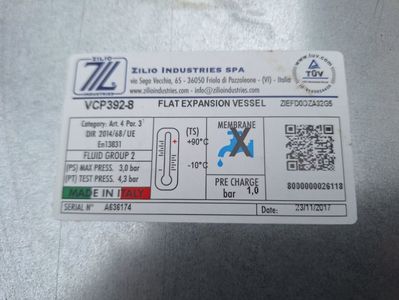 ZILIO
INDUSTRIES
ZILIO INDUSTRIES SPA
via Sega Vecchia, 65 - 36050 Friola di Pozzoleone - (VI) - Italia
www.zilioindustries.com - info@zilioindustries.com
TÜV
VCP392-8
FLAT EXPANSION VESSEL
Category: Art. 4 Par. 3
DIR. 2014/68/UE
En13831
FLUID GROUP 2
(PS) MAX PRESS. 3,0 bar
(PT) TEST PRESS. 4,3 bar
MADE IN ITALY
(TS)
+90°C
-10°C
MEMBRANE
PRE CHARGE
bar 1,0
8000000026118
SERIAL N° A636174
Date: 23/11/2017